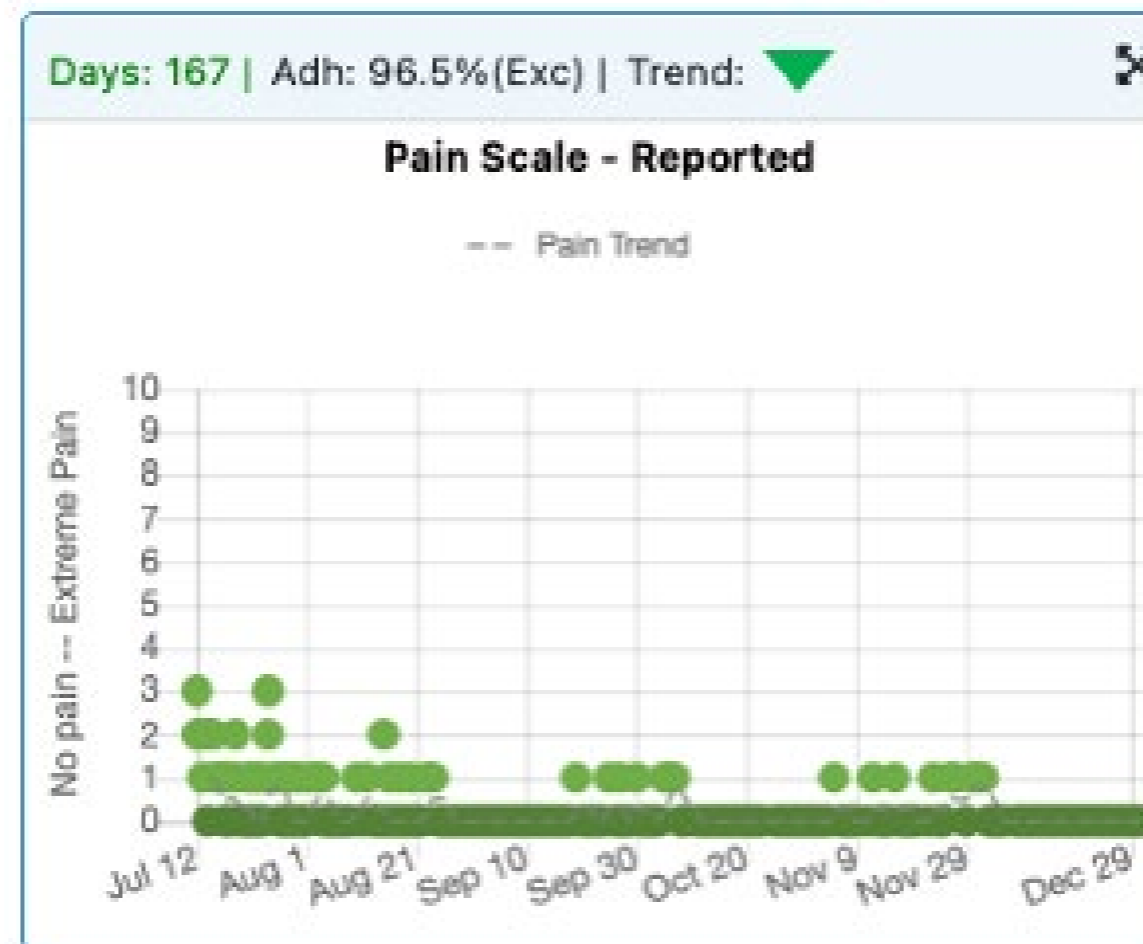 Days: 167 | Adh: 96.5%(Exc) | Trend:
Pain Scale - Reported
-- Pain Trend
No pain -- Extreme Pain
10
9
8
7
6
5
4
3
2
1
0
Jul 12 Aug 1 Aug 21 Sep 10 Sep 30 Oct 20 Nov 9 Nov 29 Dec 29